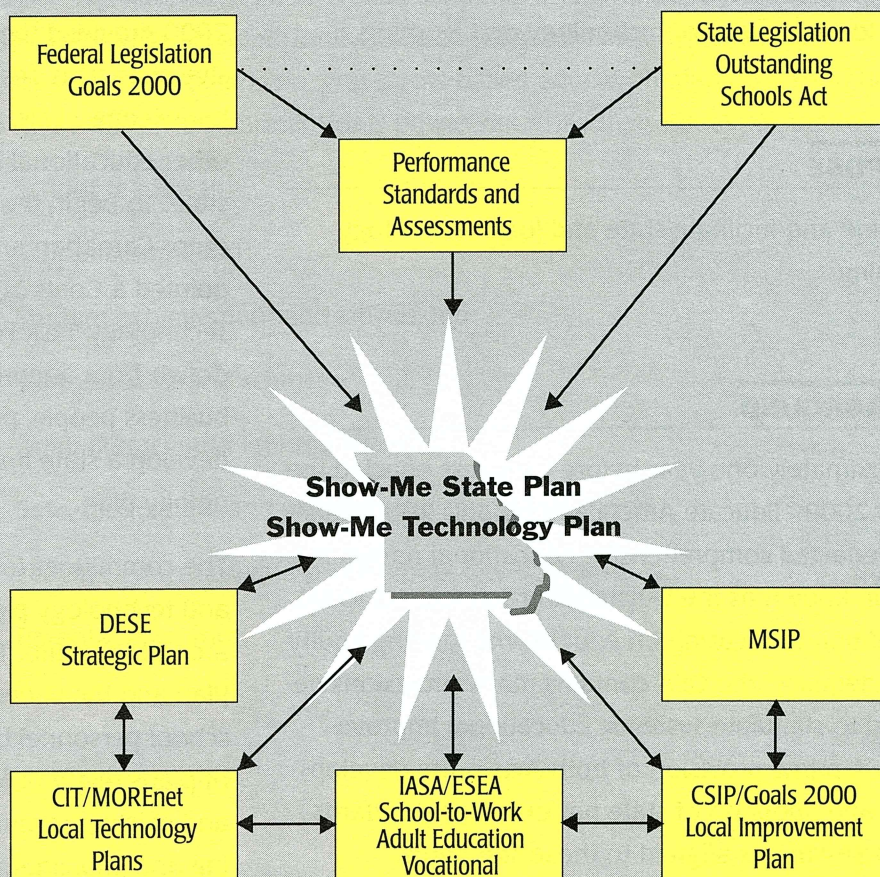 Federal Legislation
Goals 2000
State Legislation
Outstanding
Schools Act
Performance
Standards and
Assessments
Show-Me State Plan
Show-Me Technology Plan
DESE
Strategic Plan
MSIP
CIT/MOREnet
Local Technology
Plans
IASA/ESEA
School-to-Work
Adult Education
Vocational
CSIP/Goals 2000
Local Improvement
Plan